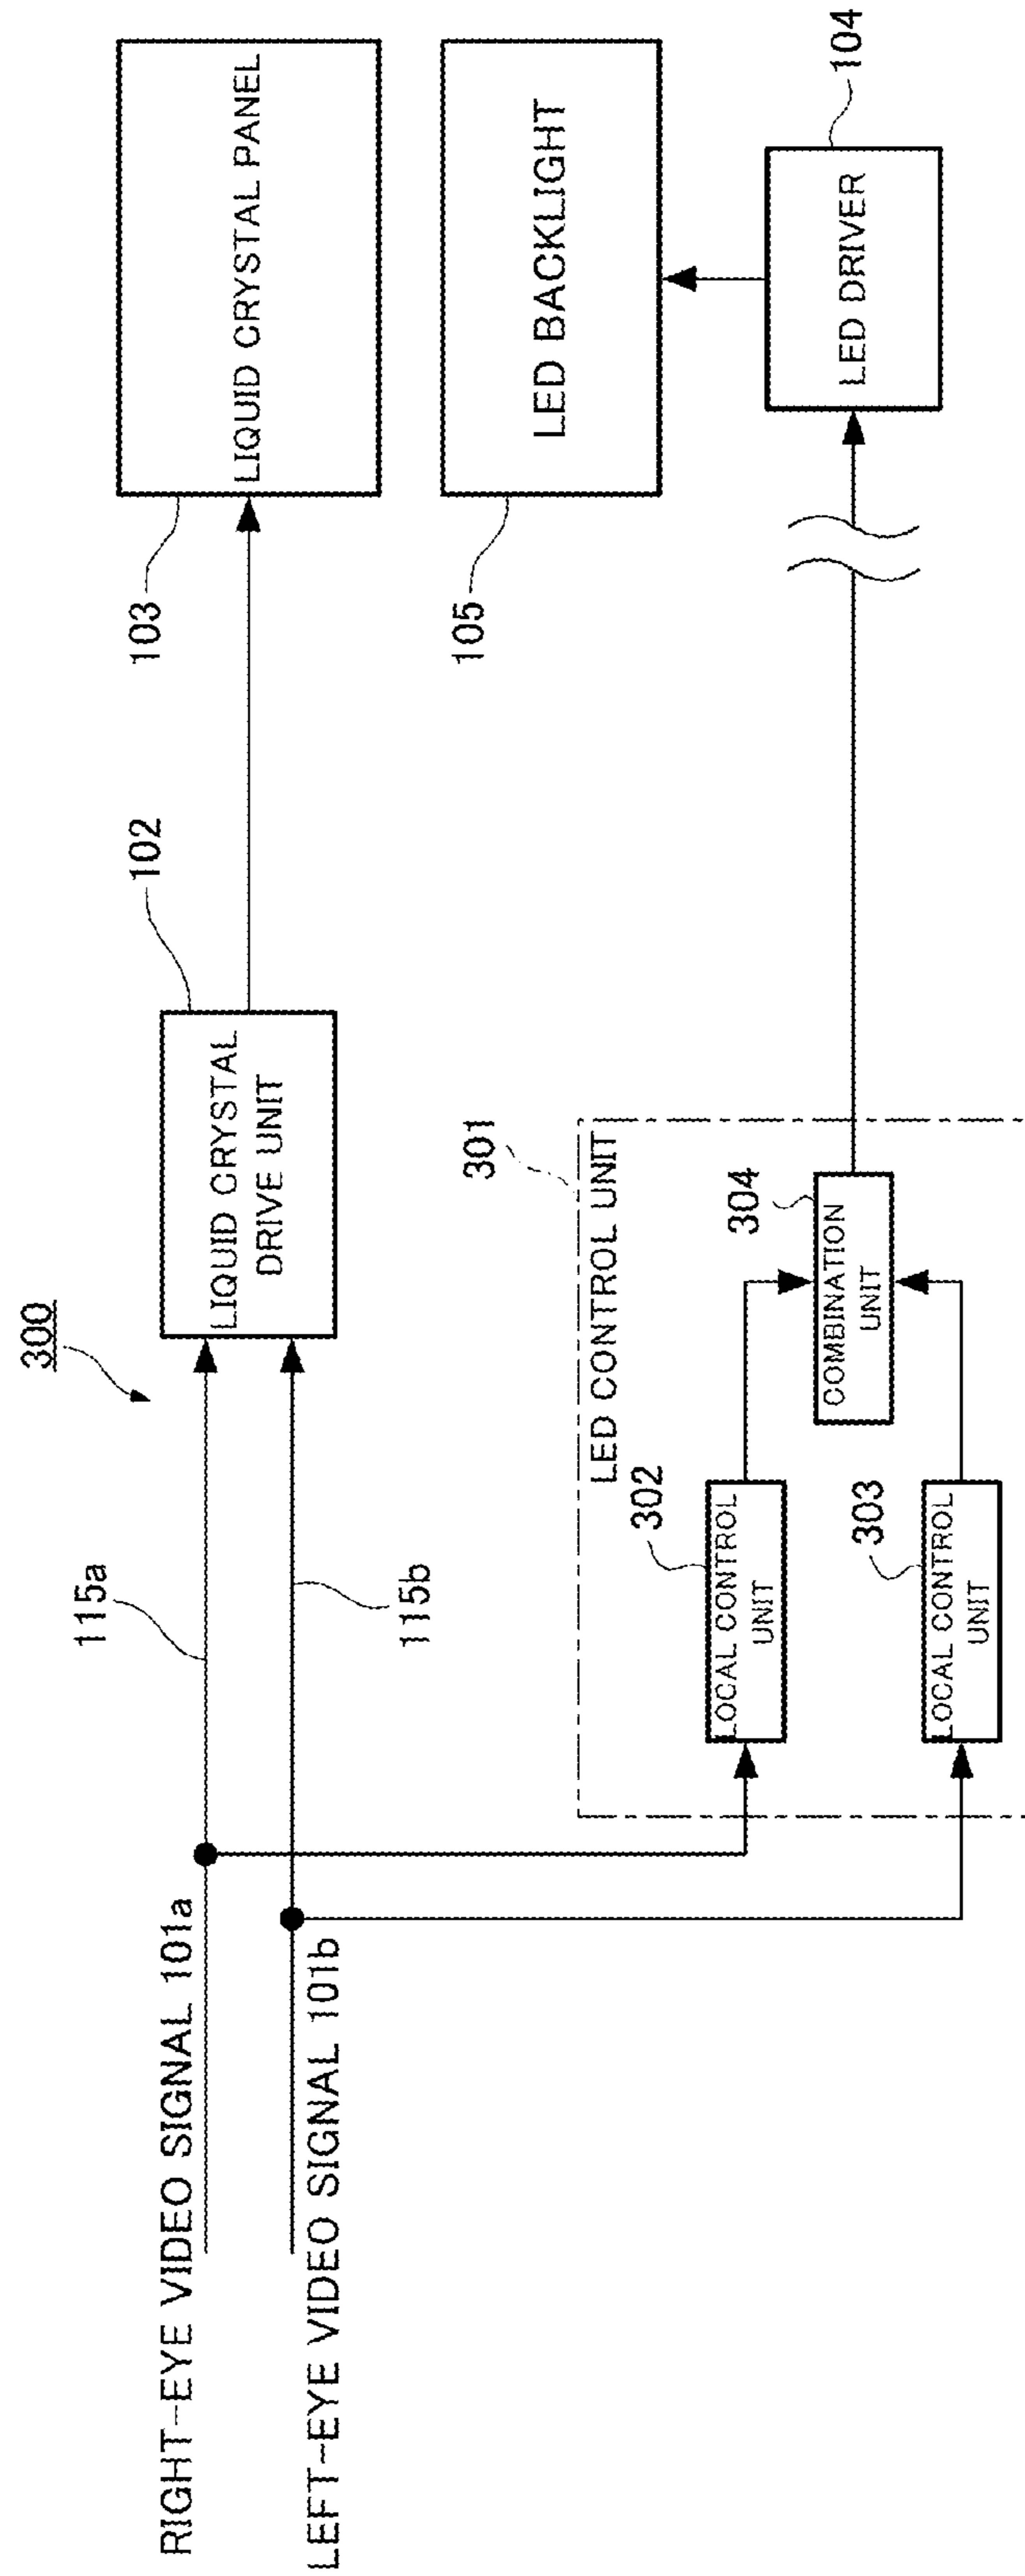 300
RIGHT-EYE VIDEO SIGNAL 101a
115a
LEFT-EYE VIDEO SIGNAL 101b
115b
102
LIQUID CRYSTAL
DRIVE UNIT
103
LIQUID CRYSTAL PANEL
105
LED BACKLIGHT
301
LED CONTROL UNIT
302
LOCAL CONTROL
UNIT
303
LOCAL CONTROL
UNIT
304
COMBINATION
UNIT
LED DRIVER
104